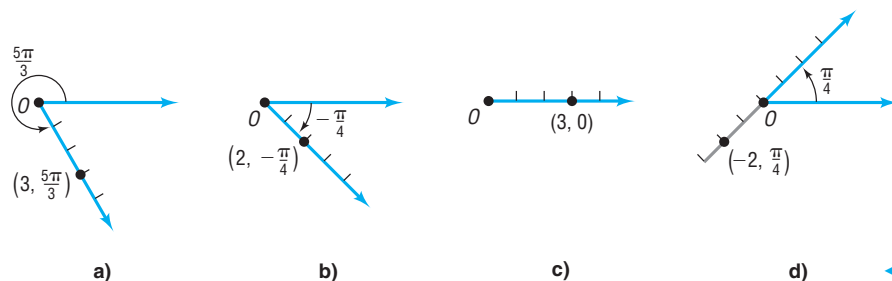 5π/3
O
(3, 5π/3)
a)
O
-π/4
(2, -π/4)
b)
O
(3, 0)
c)
π/4
O
(-2, π/4)
d)